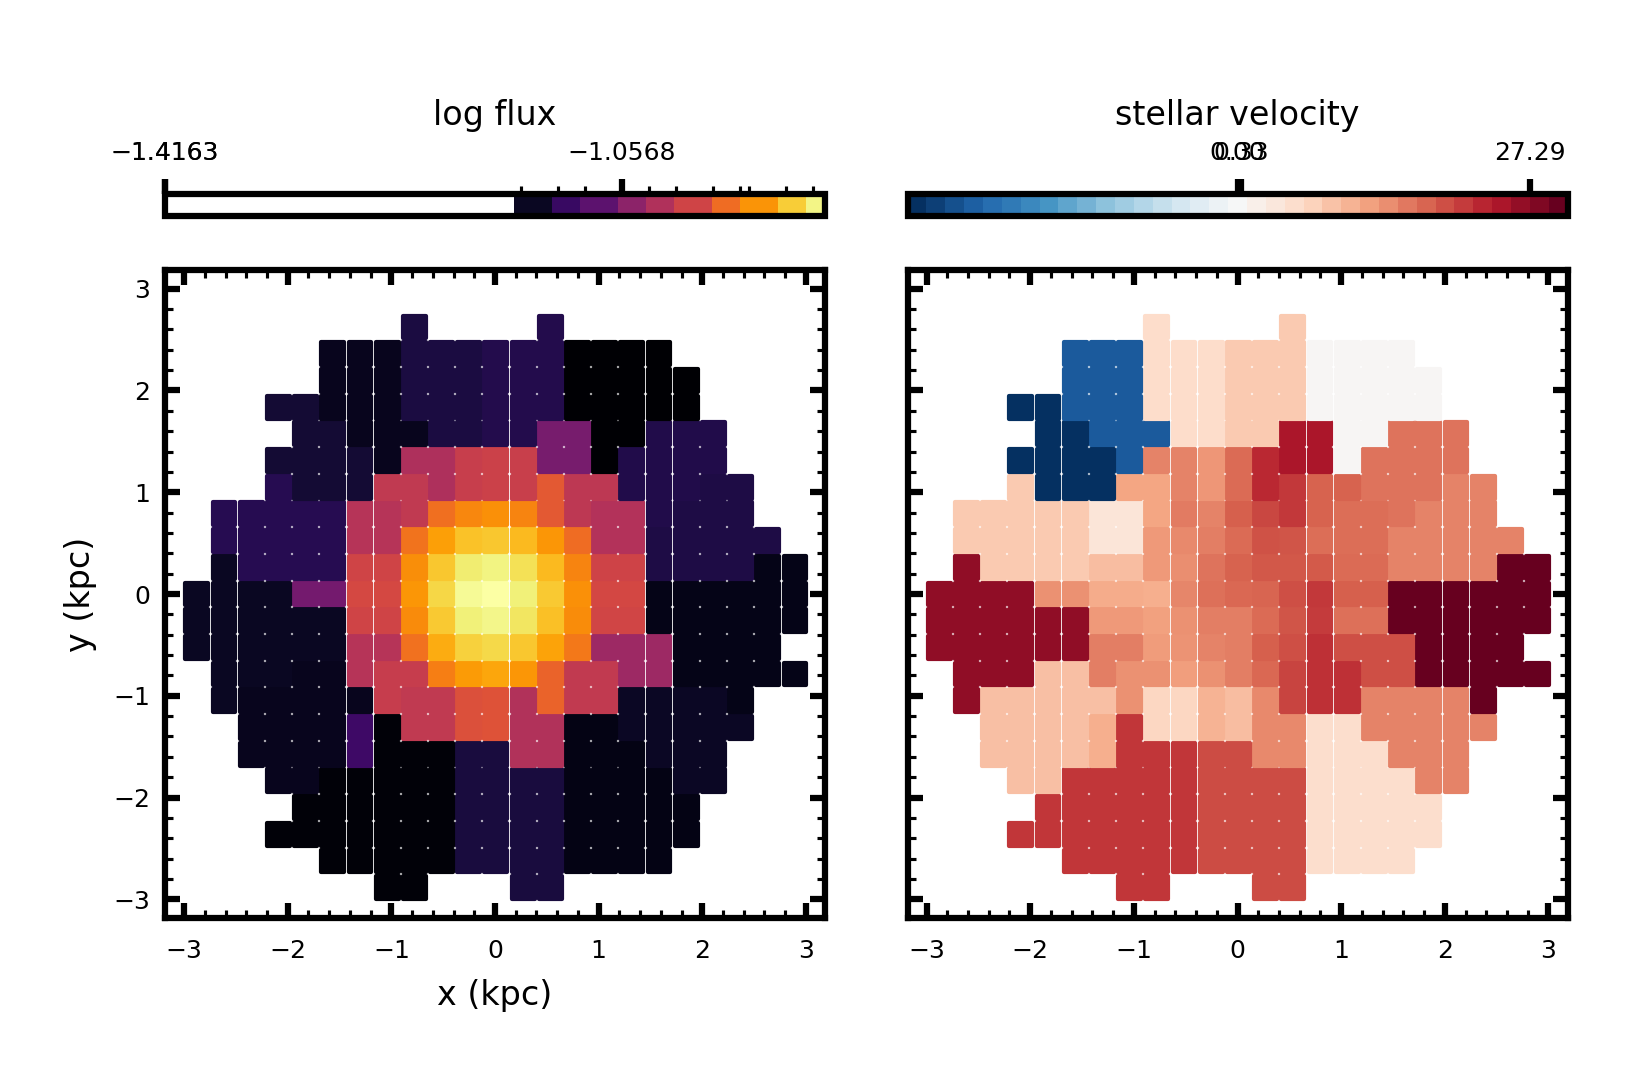 log flux
stellar velocity
−1.4163
−1.0568
0.33
27.29
3
2
1
0
−1
−2
−3
y (kpc)
−3 −2 −1 0 1 2 3
−3 −2 −1 0 1 2 3
x (kpc)